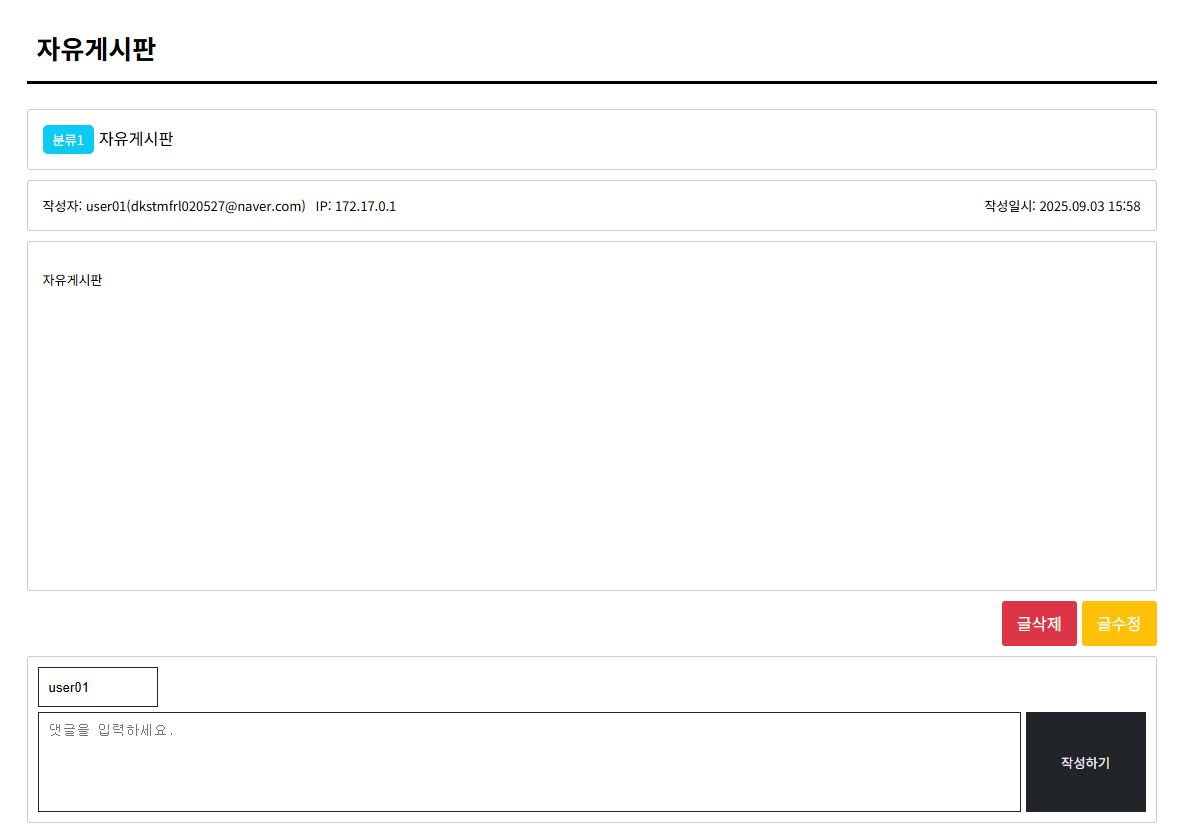 자유게시판
분류1 자유게시판
작성자: user01(dkstmfrl020527@naver.com) IP: 172.17.0.1 작성일시: 2025.09.03 15:58
자유게시판
글삭제 글수정
user01
댓글을 입력하세요.
작성하기